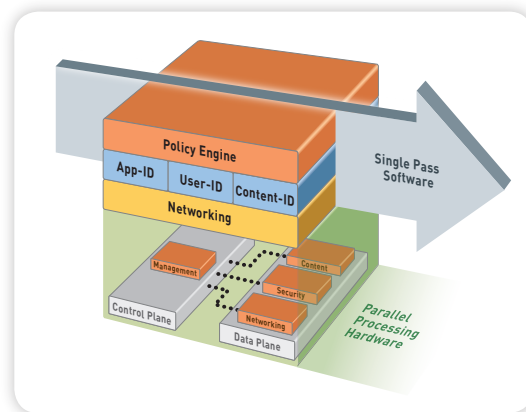 Policy Engine
App-ID
User-ID
Content-ID
Networking
Single Pass
Software
Management
Content
Security
Networking
Control Plane
Data Plane
Parallel
Processing
Hardware